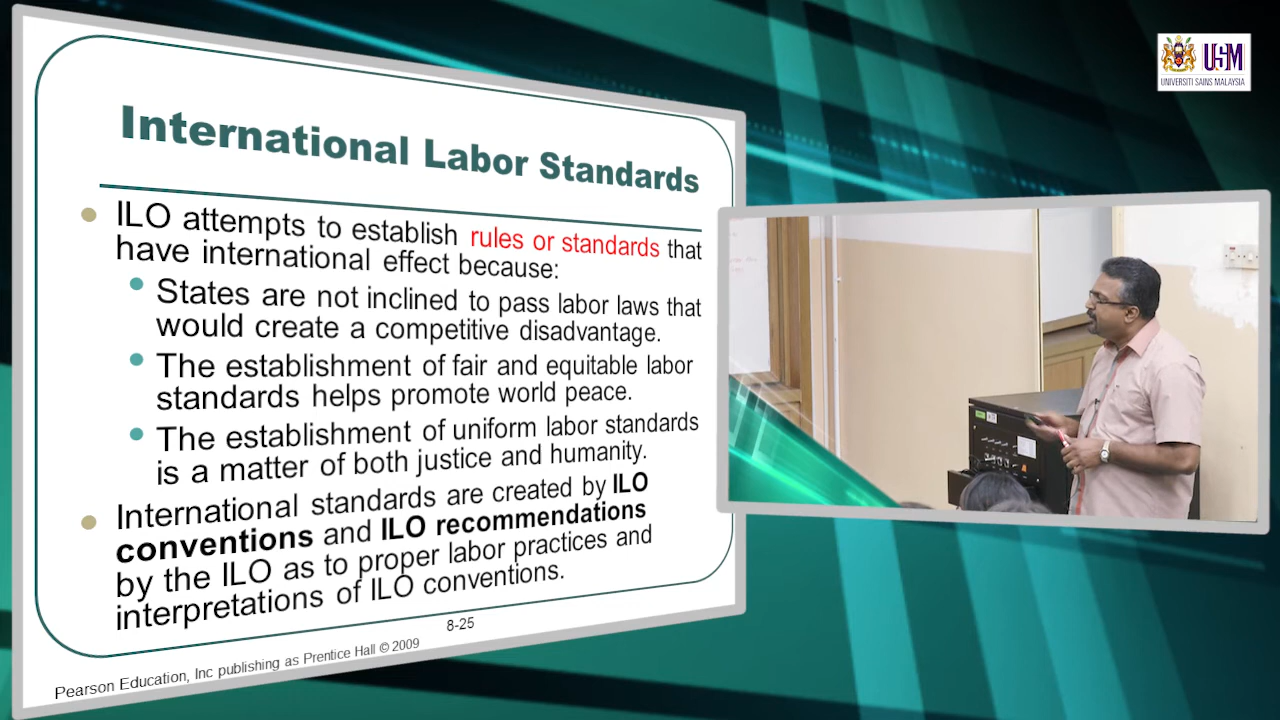 International Labor Standards
ILO attempts to establish rules or standards that
have international effect because:
States are not inclined to pass labor laws that
would create a competitive disadvantage.
The establishment of fair and equitable labor
standards helps promote world peace.
The establishment of uniform labor standards
is a matter of both justice and humanity.
International standards are created by ILO
conventions and ILO recommendations
by the ILO as to proper labor practices and
interpretations of ILO conventions.
8-25
Pearson Education, Inc publishing as Prentice Hall © 2009
USM
UNIVERSITI SAINS MALAYSIA